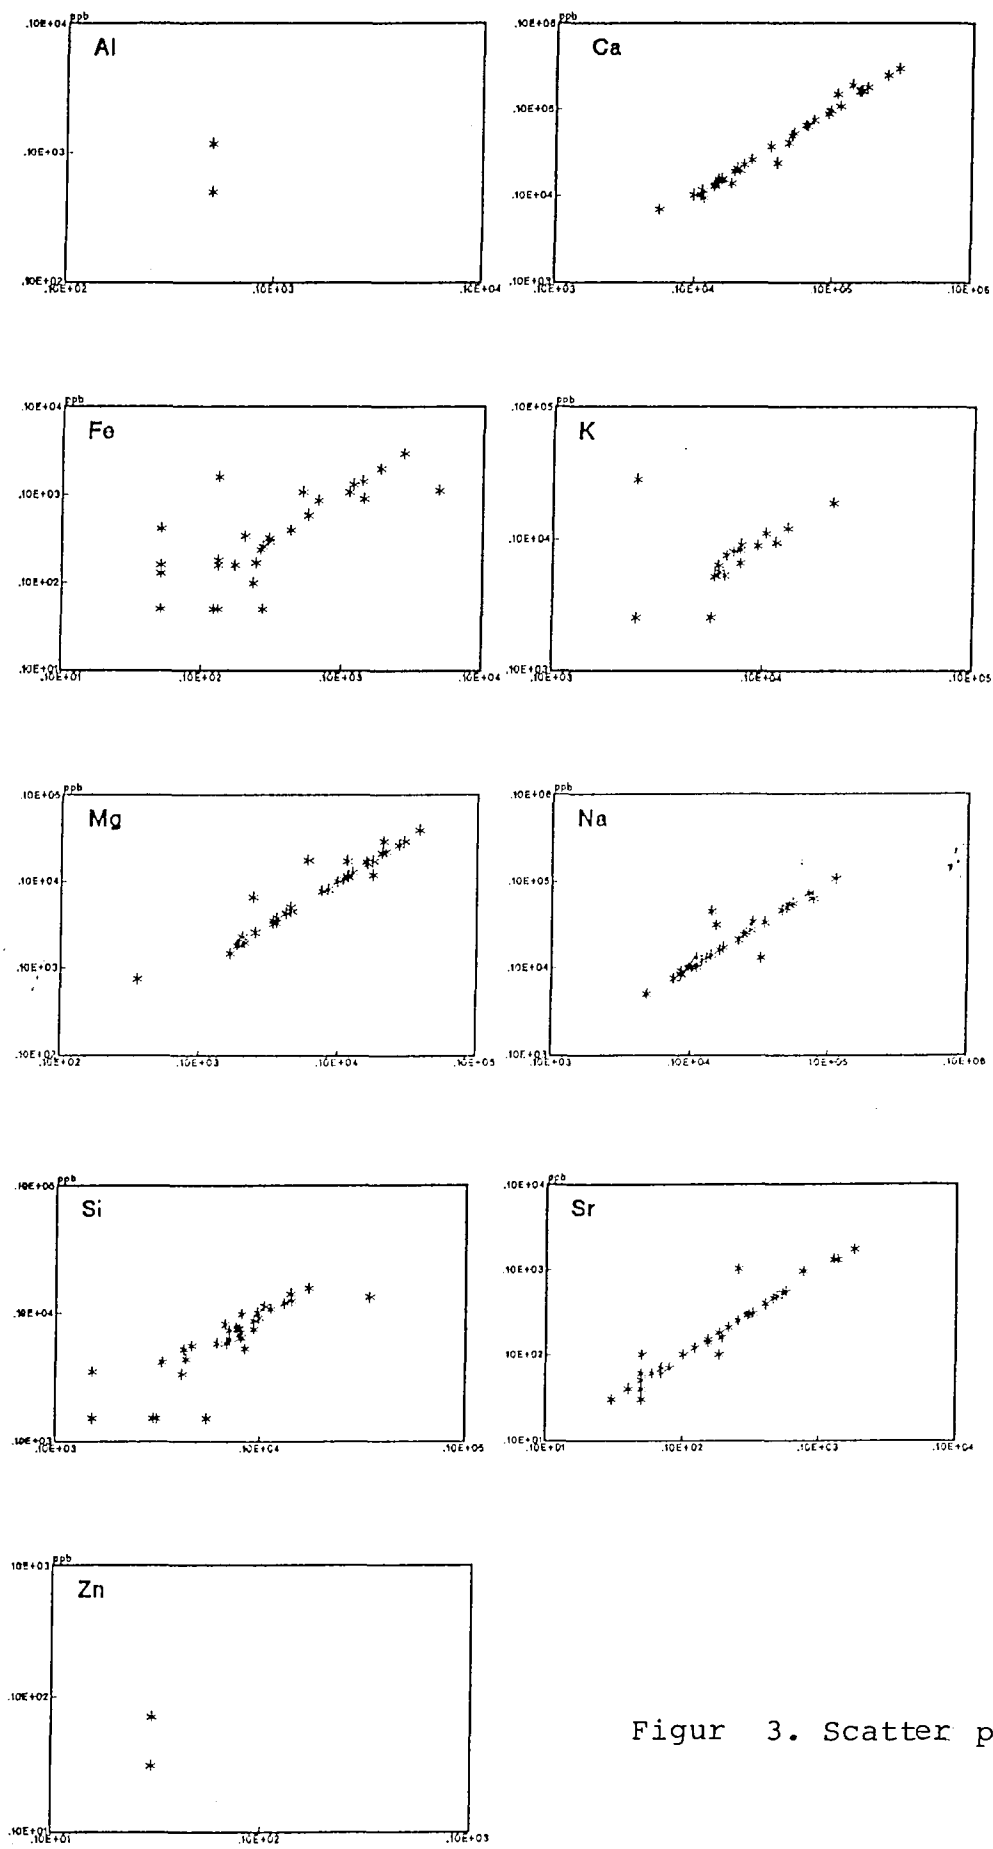 ppb ppb
.10E+04 .10E+06
Al Ca
.10E+05
.10E+03
.10E+04
.10E+02 .10E+03
.10E+02 .10E+03 .10E+04 .10E+03 .10E+04 .10E+05 .10E+06
ppb ppb
.10E+04 .10E+05
Fe K
.10E+03
.10E+04
.10E+02
.10E+01 .10E+03
.10E+01 .10E+02 .10E+03 .10E+04 .10E+03 .10E+04 .10E+05
ppb ppb
.10E+05 .10E+06
Mg Na
.10E+04 .10E+05
.10E+03 .10E+04
.10E+02 .10E+03
.10E+02 .10E+03 .10E+04 .10E+05 .10E+03 .10E+04 .10E+05 .10E+06
ppb ppb
.10E+05 .10E+04
Si Sr
.10E+03
.10E+04
.10E+02
.10E+03 .10E+01
.10E+03 .10E+04 .10E+05 .10E+01 .10E+02 .10E+03 .10E+04
ppb
.10E+03
Zn
.10E+02
Figur 3. Scatter p
.10E+01
.10E+01 .10E+02 .10E+03